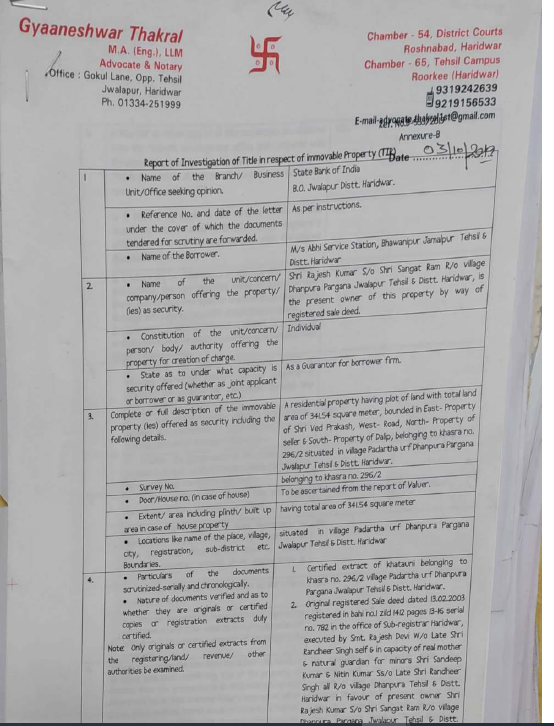 Gyaaneshwar Thakral
M.A. (Eng.), LLM
Advocate & Notary
Office : Gokul Lane, Opp. Tehsil
Jwalapur, Haridwar
Ph. 01334-251999
Chamber - 54, District Courts
Roshnabad, Haridwar
Chamber - 65, Tehsil Campus
Roorkee (Haridwar)
9319242639
9219156533
E-mail-advocate.thakral1st@gmail.com
Annexure-B
Report of Investigation of Title in respect of immovable Property (TIR)
Date 03/10/2017
1
• Name of the Branch/ Business
Unit/Office seeking opinion.
State Bank of India
B.O. Jwalapur Distt. Haridwar.
• Reference No. and date of the letter
under the cover of which the documents
tendered for scrutiny are forwarded.
As per instructions.
• Name of the Borrower.
M/s Abhi Service Station, Bhawanipur Jamalpur Tehsil &
Distt. Haridwar
2.
• Name of the unit/concern/
company/person offering the property/
(ies) as security.
Shri Rajesh Kumar S/o Shri Sangat Ram R/o village
Dhanpura Pargana Jwalapur Tehsil & Distt. Haridwar, is
the present owner of this property by way of
registered sale deed.
• Constitution of the unit/concern/
person/ body/ authority offering the
property for creation of charge.
Individual
• State as to under what capacity is
security offered (whether as joint applicant
or borrower or as guarantor, etc.)
As a Guarantor for borrower firm.
3.
Complete or full description of the immovable
property (ies) offered as security including the
following details.
A residential property having plot of land with total land
area of 341.54 square meter, bounded in East- Property
of Shri Ved Prakash, West- Road, North- Property of
seller & South- Property of Dalip, belonging to khasra no.
296/2 situated in village Padartha urf Dhanpura Pargana
Jwalapur Tehsil & Distt. Haridwar.
• Survey No.
belonging to khasra no. 296/2
• Door/House no. (in case of house)
To be ascertained from the report of Valuer.
• Extent/ area including plinth/ built up
area in case of house property
having total area of 341.54 square meter
• Locations like name of the place, village,
city, registration, sub-district etc.
Boundaries.
situated in village Padartha urf Dhanpura Pargana
Jwalapur Tehsil & Distt. Haridwar
4.
• Particulars of the documents
scrutinized-serially and chronologically.
• Nature of documents verified and as to
whether they are originals or certified
copies or registration extracts duly
certified.
Note: Only originals or certified extracts from
the registering/land/ revenue/ other
authorities be examined.
1. Certified extract of khatauni belonging to
khasra no. 296/2 village Padartha urf Dhanpura
Pargana Jwalapur Tehsil & Distt. Haridwar.
2. Original registered Sale deed dated 13.02.2003
registered in bahi no.1 zild 1412 pages 13-16 serial
no. 782 in the office of Sub-registrar Haridwar,
executed by Smt. Rajesh Devi W/o Late Shri
Randheer Singh self & in capacity of real mother
& natural guardian for minors Shri Sandeep
Kumar & Nitin Kumar Ss/o Late Shri Randheer
Singh all R/o village Dhanpura Tehsil & Distt.
Haridwar in favour of present owner Shri
Rajesh Kumar S/o Shri Sangat Ram R/o village
Dhanpura Pargana Jwalapur Tehsil & Distt.